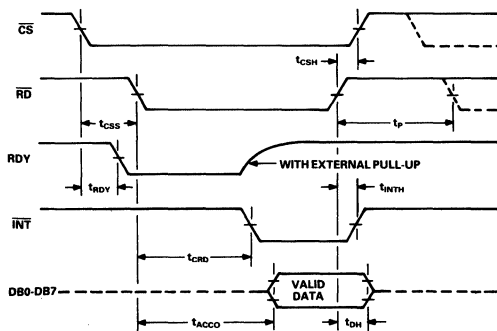 CS
tCSH
RD
tCSS
tP
RDY
WITH EXTERNAL PULL-UP
tRDY
tINTH
INT
tCRD
DB0-DB7
VALID
DATA
tACCO
tDH